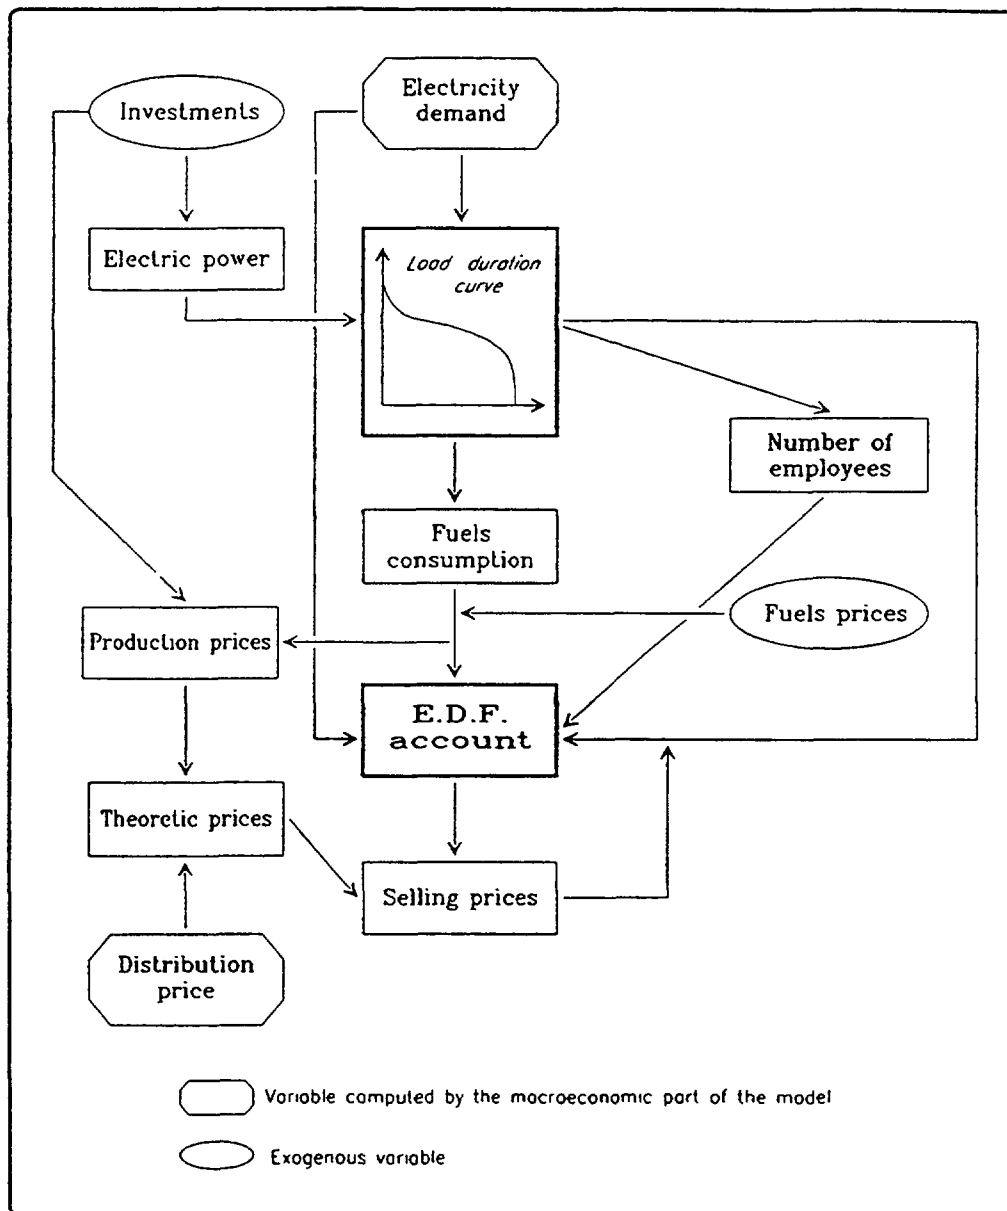 Investments
Electricity
demand
Electric power
Load duration
curve
Number of
employees
Fuels
consumption
Fuels prices
Production prices
E.D.F.
account
Theoretic prices
Selling prices
Distribution
price
Variable computed by the macroeconomic part of the model
Exogenous variable